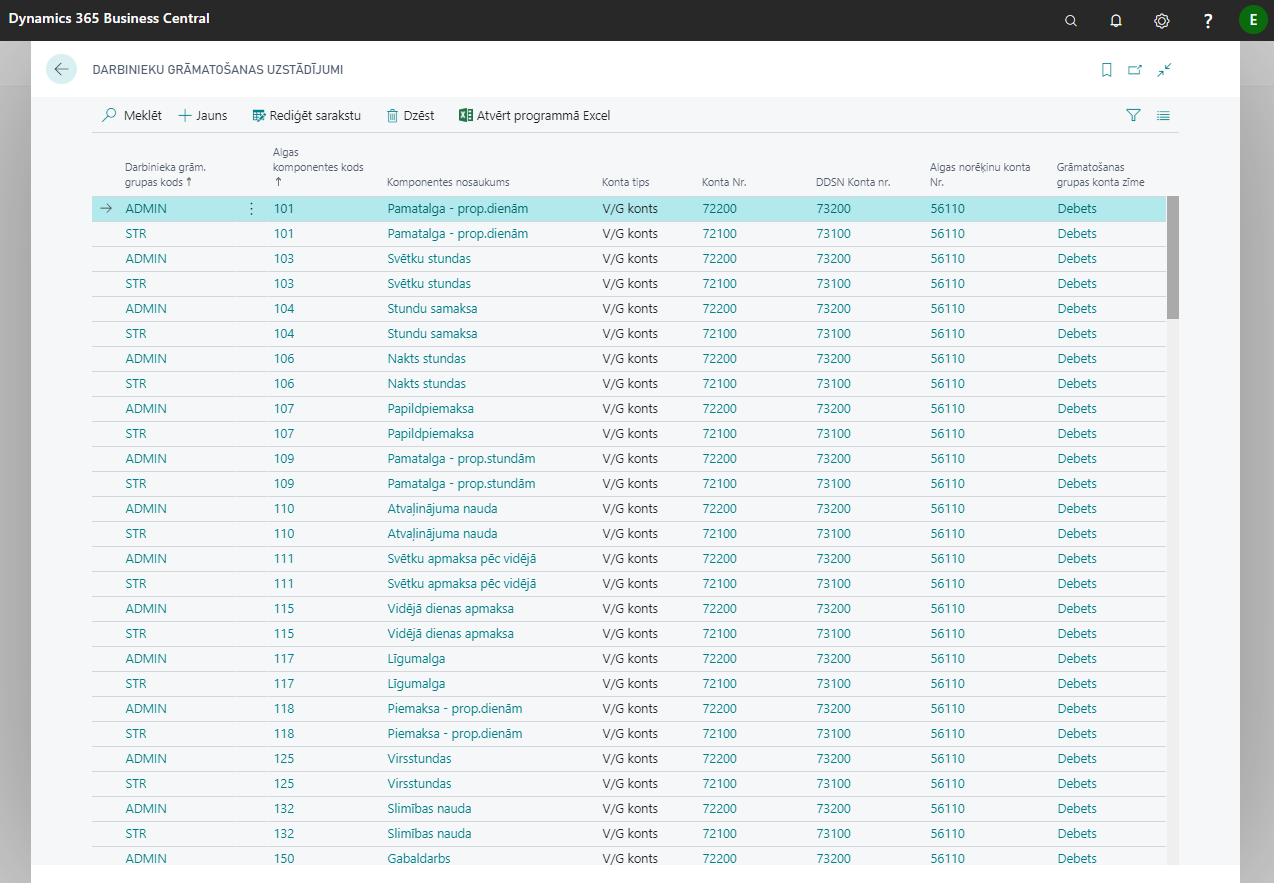 Dynamics 365 Business Central
E
DARBINIEKU GRĀMATOŠANAS UZSTĀDĪJUMI
Meklēt Jauns Rediģēt sarakstu Dzēst Atvērt programmā Excel
Darbinieka grām. grupas kods ↑ Algas komponentes kods ↑ Komponentes nosaukums Konta tips Konta Nr. DDSN Konta nr. Algas norēķinu konta Nr. Grāmatošanas grupas konta zīme
ADMIN 101 Pamatalga - prop.dienām V/G konts 72200 73200 56110 Debets
STR 101 Pamatalga - prop.dienām V/G konts 72100 73100 56110 Debets
ADMIN 103 Svētku stundas V/G konts 72200 73200 56110 Debets
STR 103 Svētku stundas V/G konts 72100 73100 56110 Debets
ADMIN 104 Stundu samaksa V/G konts 72200 73200 56110 Debets
STR 104 Stundu samaksa V/G konts 72100 73100 56110 Debets
ADMIN 106 Nakts stundas V/G konts 72200 73200 56110 Debets
STR 106 Nakts stundas V/G konts 72100 73100 56110 Debets
ADMIN 107 Papildpiemaksa V/G konts 72200 73200 56110 Debets
STR 107 Papildpiemaksa V/G konts 72100 73100 56110 Debets
ADMIN 109 Pamatalga - prop.stundām V/G konts 72200 73200 56110 Debets
STR 109 Pamatalga - prop.stundām V/G konts 72100 73100 56110 Debets
ADMIN 110 Atvaļinājuma nauda V/G konts 72200 73200 56110 Debets
STR 110 Atvaļinājuma nauda V/G konts 72100 73100 56110 Debets
ADMIN 111 Svētku apmaksa pēc vidējā V/G konts 72200 73200 56110 Debets
STR 111 Svētku apmaksa pēc vidējā V/G konts 72100 73100 56110 Debets
ADMIN 115 Vidējā dienas apmaksa V/G konts 72200 73200 56110 Debets
STR 115 Vidējā dienas apmaksa V/G konts 72100 73100 56110 Debets
ADMIN 117 Līgumalga V/G konts 72200 73200 56110 Debets
STR 117 Līgumalga V/G konts 72100 73100 56110 Debets
ADMIN 118 Piemaksa - prop.dienām V/G konts 72200 73200 56110 Debets
STR 118 Piemaksa - prop.dienām V/G konts 72100 73100 56110 Debets
ADMIN 125 Virsstundas V/G konts 72200 73200 56110 Debets
STR 125 Virsstundas V/G konts 72100 73100 56110 Debets
ADMIN 132 Slimības nauda V/G konts 72200 73200 56110 Debets
STR 132 Slimības nauda V/G konts 72100 73100 56110 Debets
ADMIN 150 Gabaldarbs V/G konts 72200 73200 56110 Debets